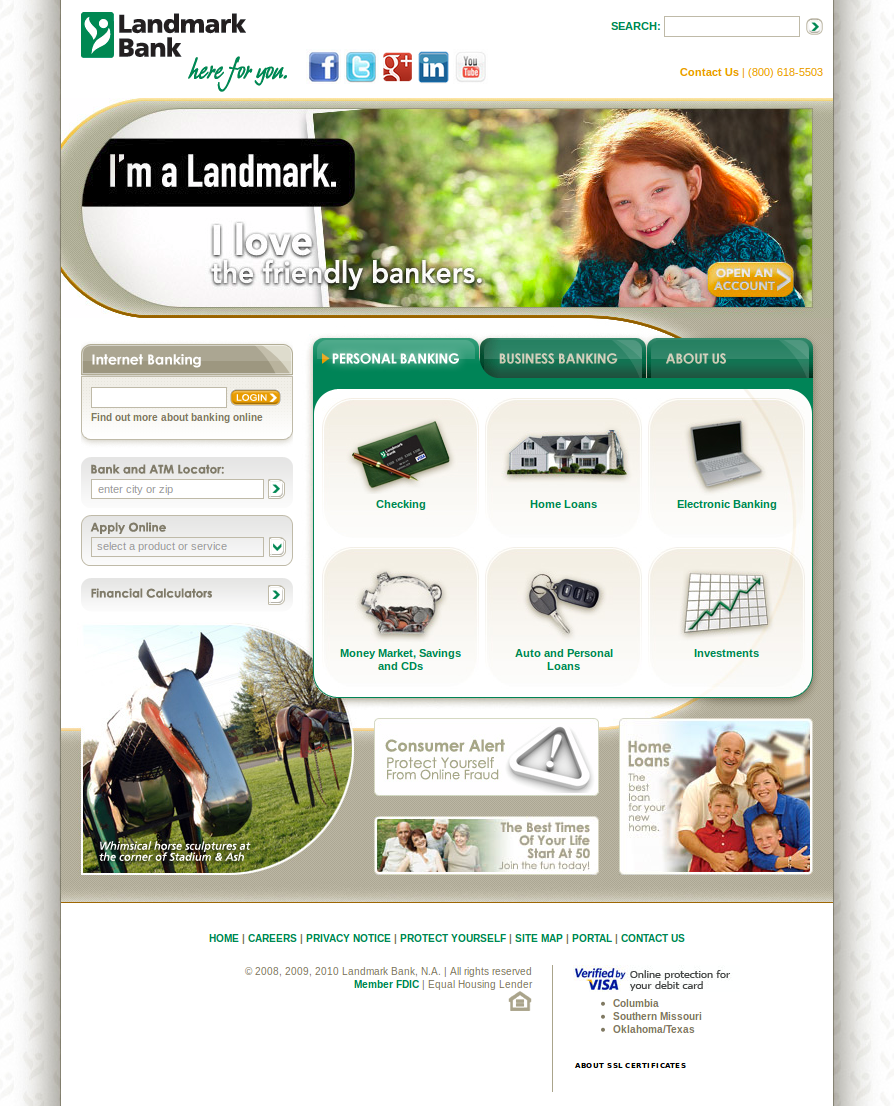 Landmark
Bank
here for you.
SEARCH:
You
Tube
Contact Us | (800) 618-5503
I'm a Landmark.
I love
the friendly bankers.
OPEN AN
ACCOUNT
Internet Banking
LOGIN
Find out more about banking online
Bank and ATM Locator:
enter city or zip
Apply Online
select a product or service
Financial Calculators
PERSONAL BANKING
BUSINESS BANKING
ABOUT US
Landmark
Bank
VISA
Checking
Home Loans
Electronic Banking
Money Market, Savings
and CDs
Auto and Personal
Loans
Investments
Whimsical horse sculptures at
the corner of Stadium & Ash
Consumer Alert
Protect Yourself
From Online Fraud
The Best Times
Of Your Life
Start At 50
Join the fun today!
Home
Loans
The
best
loan
for your
new
home.
HOME | CAREERS | PRIVACY NOTICE | PROTECT YOURSELF | SITE MAP | PORTAL | CONTACT US
© 2008, 2009, 2010 Landmark Bank, N.A. | All rights reserved
Member FDIC | Equal Housing Lender
Verified by
VISA
Online protection for
your debit card
Columbia
Southern Missouri
Oklahoma/Texas
ABOUT SSL CERTIFICATES